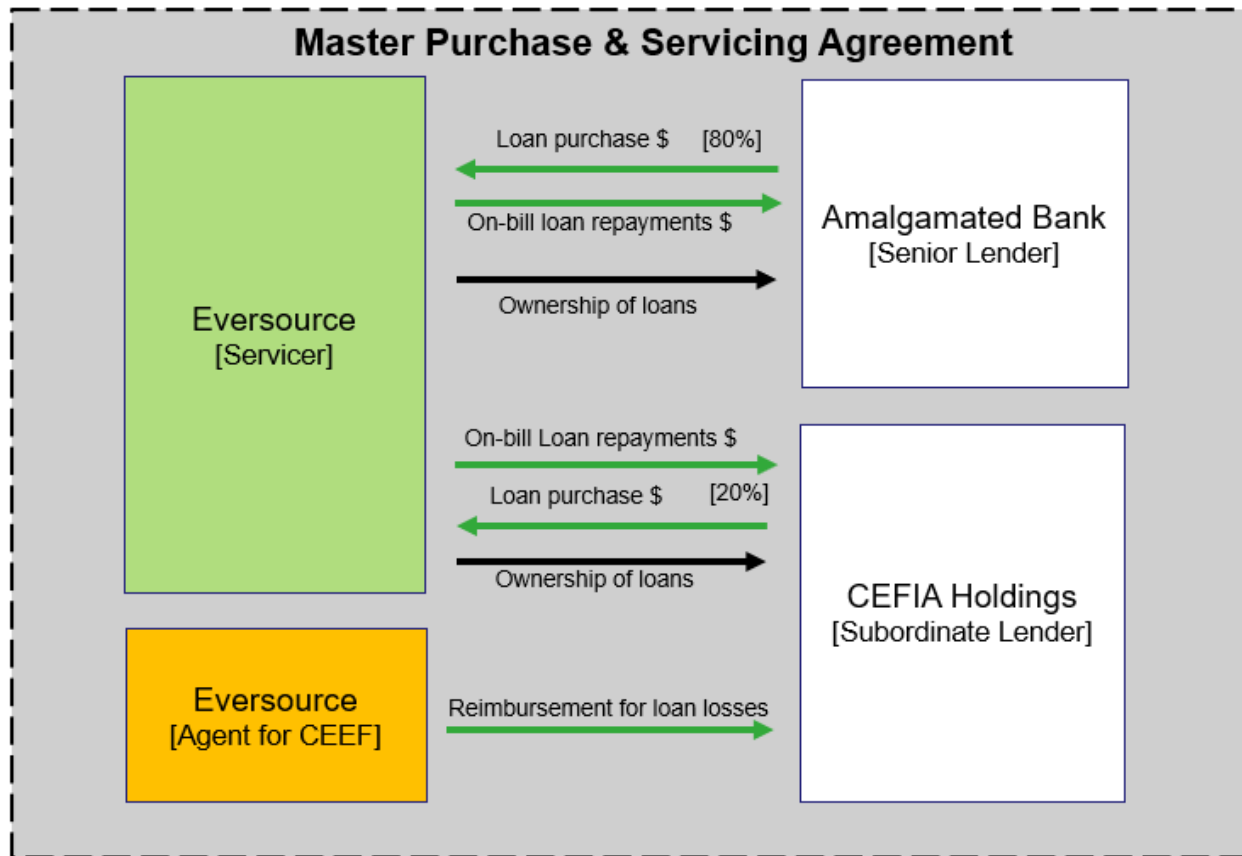 Master Purchase & Servicing Agreement
Eversource
[Servicer]
Loan purchase $ [80%]
On-bill loan repayments $
Ownership of loans
Amalgamated Bank
[Senior Lender]
On-bill Loan repayments $
Loan purchase $ [20%]
Ownership of loans
CEFIA Holdings
[Subordinate Lender]
Eversource
[Agent for CEEF]
Reimbursement for loan losses